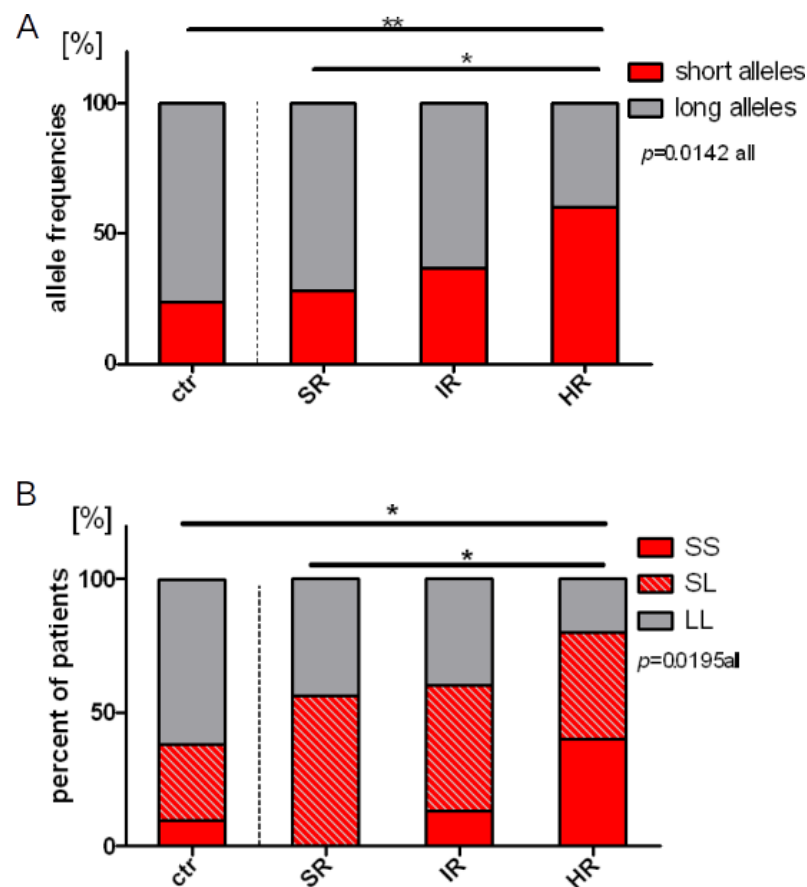 A
[%]
**
*
short alleles
long alleles
p=0.0142 all
100
50
0
allele frequencies
ctr
SR
IR
HR
B
[%]
*
*
SS
SL
LL
p=0.0195all
100
50
0
percent of patients
ctr
SR
IR
HR